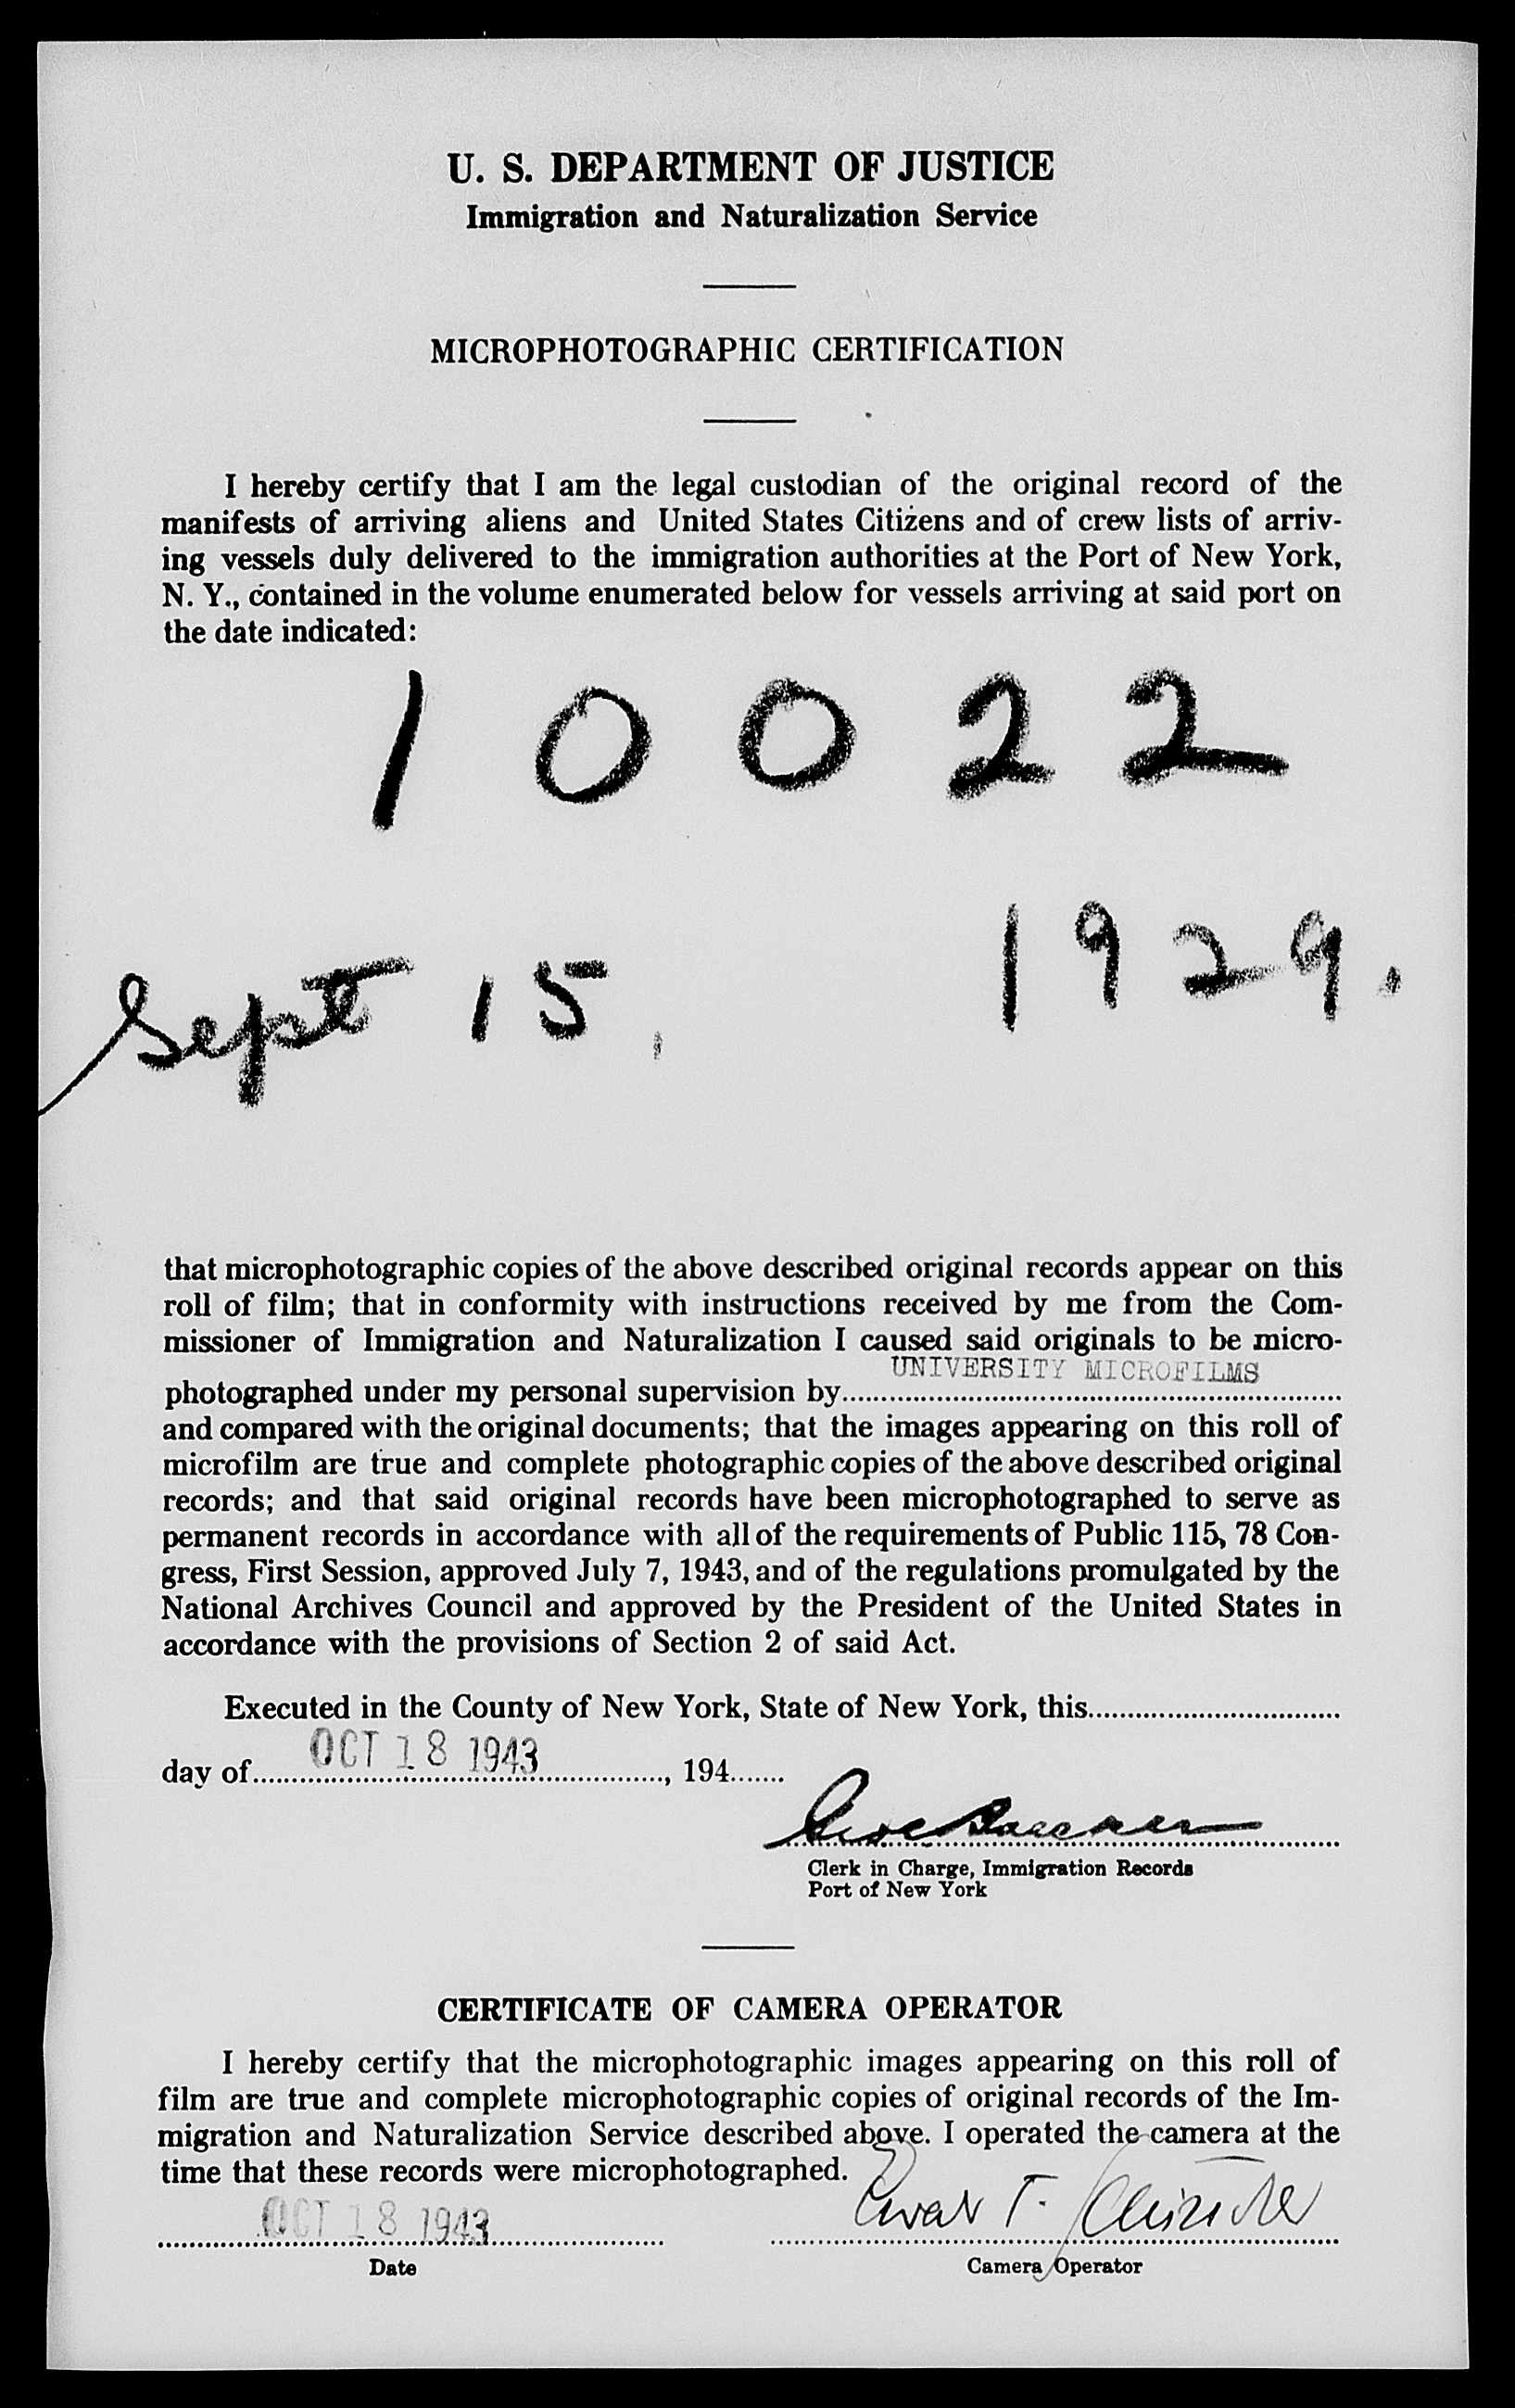 U. S. DEPARTMENT OF JUSTICE
Immigration and Naturalization Service
MICROPHOTOGRAPHIC CERTIFICATION
I hereby certify that I am the legal custodian of the original record of the
manifests of arriving aliens and United States Citizens and of crew lists of arriv-
ing vessels duly delivered to the immigration authorities at the Port of New York,
N. Y., contained in the volume enumerated below for vessels arriving at said port on
the date indicated:
10022
Sept 15, 1929.
that microphotographic copies of the above described original records appear on this
roll of film; that in conformity with instructions received by me from the Com-
missioner of Immigration and Naturalization I caused said originals to be micro-
UNIVERSITY MICROFILMS
photographed under my personal supervision by
and compared with the original documents; that the images appearing on this roll of
microfilm are true and complete photographic copies of the above described original
records; and that said original records have been microphotographed to serve as
permanent records in accordance with all of the requirements of Public 115, 78 Con-
gress, First Session, approved July 7, 1943, and of the regulations promulgated by the
National Archives Council and approved by the President of the United States in
accordance with the provisions of Section 2 of said Act.
Executed in the County of New York, State of New York, this
day of OCT 18 1943, 194
Clerk in Charge, Immigration Records
Port of New York
CERTIFICATE OF CAMERA OPERATOR
I hereby certify that the microphotographic images appearing on this roll of
film are true and complete microphotographic copies of original records of the Im-
migration and Naturalization Service described above. I operated the camera at the
time that these records were microphotographed.
OCT 18 1943 T.
Date Camera Operator